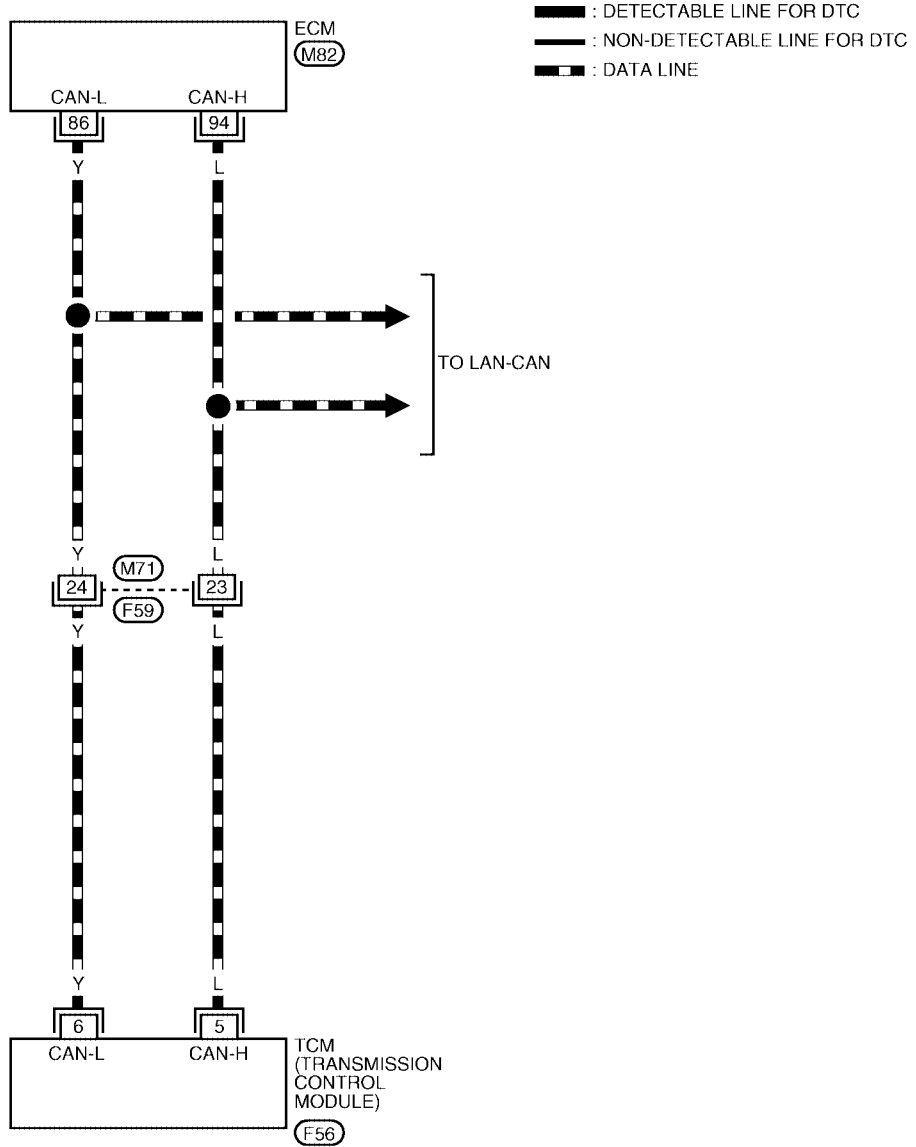 : DETECTABLE LINE FOR DTC
: NON-DETECTABLE LINE FOR DTC
: DATA LINE
ECM
M82
CAN-L CAN-H
86 94
Y L
TO LAN-CAN
Y L
M71
24 23
F59
Y L
Y L
6 5
CAN-L CAN-H
TCM
(TRANSMISSION
CONTROL
MODULE)
F56